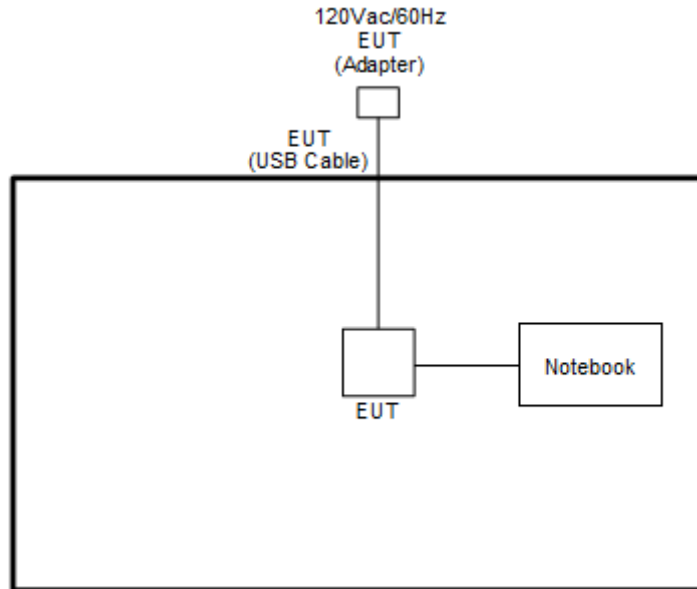 120Vac/60Hz
EUT
(Adapter)
EUT
(USB Cable)
Notebook
EUT